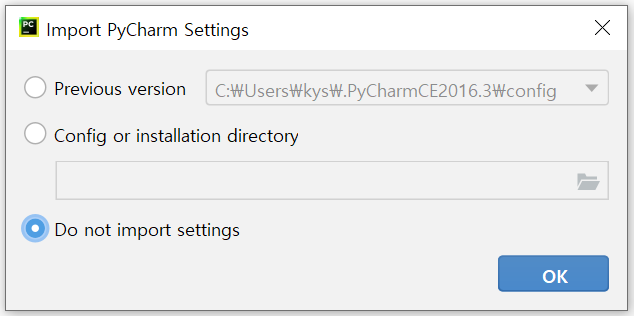 PC
Import PyCharm Settings
Previous version C:₩Users₩kys₩.PyCharmCE2016.3₩config
Config or installation directory
Do not import settings
OK